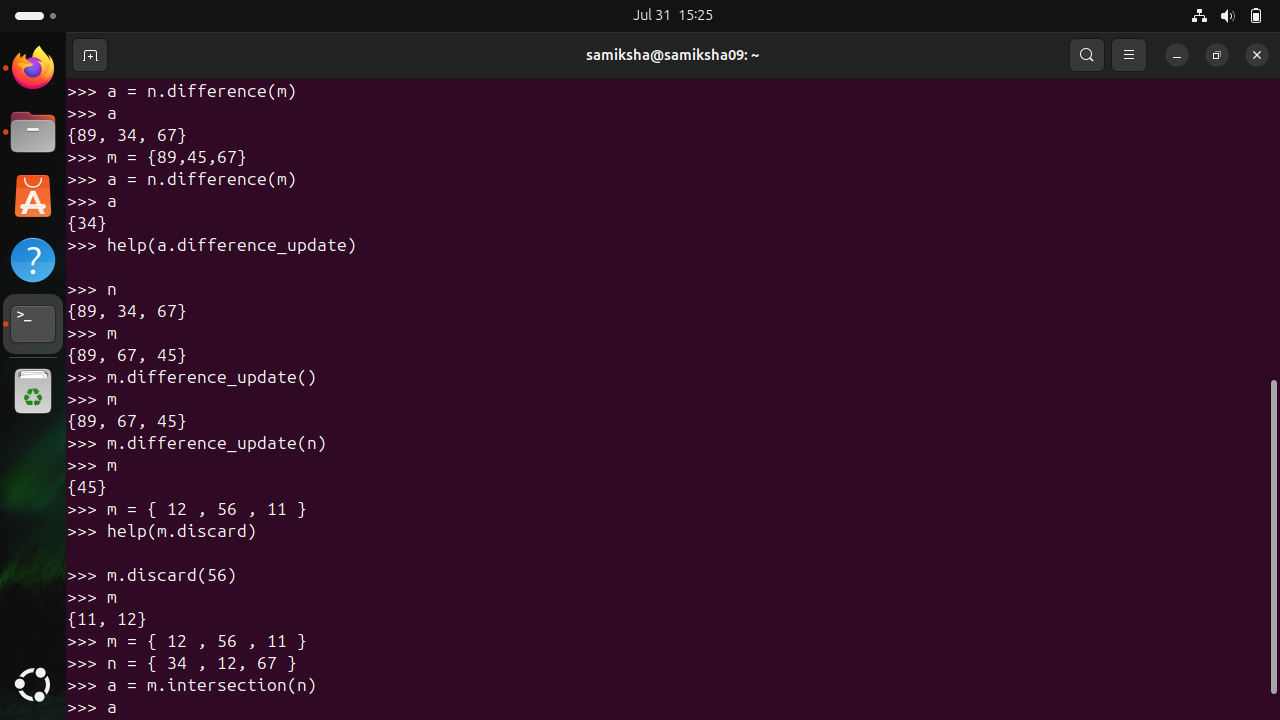 Jul 31 15:25
samiksha@samiksha09: ~
>>> a = n.difference(m)
>>> a
{89, 34, 67}
>>> m = {89,45,67}
>>> a = n.difference(m)
>>> a
{34}
>>> help(a.difference_update)
>>> n
{89, 34, 67}
>>> m
{89, 67, 45}
>>> m.difference_update()
>>> m
{89, 67, 45}
>>> m.difference_update(n)
>>> m
{45}
>>> m = { 12 , 56 , 11 }
>>> help(m.discard)
>>> m.discard(56)
>>> m
{11, 12}
>>> m = { 12 , 56 , 11 }
>>> n = { 34 , 12, 67 }
>>> a = m.intersection(n)
>>> a